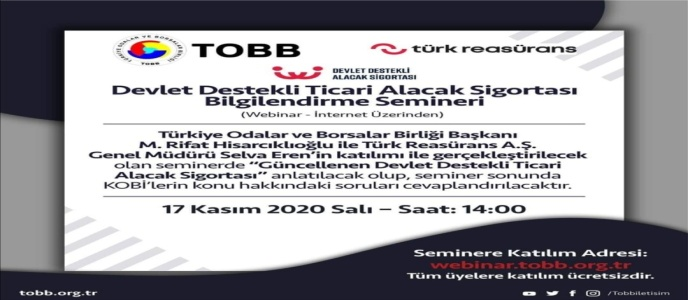 TOBB
türk reasürans
DEVLET DESTEKLİ
ALACAK SİGORTASI
Devlet Destekli Ticari Alacak Sigortası
Bilgilendirme Semineri
(Webinar - İnternet Üzerinden)
Türkiye Odalar ve Borsalar Birliği Başkanı
M. Rifat Hisarcıklıoğlu ile Türk Reasürans A.Ş.
Genel Müdürü Selva Eren'in katılımı ile gerçekleştirilecek
olan seminerde "Güncellenen Devlet Destekli Ticari
Alacak Sigortası" anlatılacak olup, seminer sonunda
KOBİ'lerin konu hakkındaki soruları cevaplandırılacaktır.
17 Kasım 2020 Salı – Saat: 14:00
Seminere Katılım Adresi:
webinar.tobb.org.tr
Tüm üyelere katılım ücretsizdir.
tobb.org.tr
/Tobbiletisim